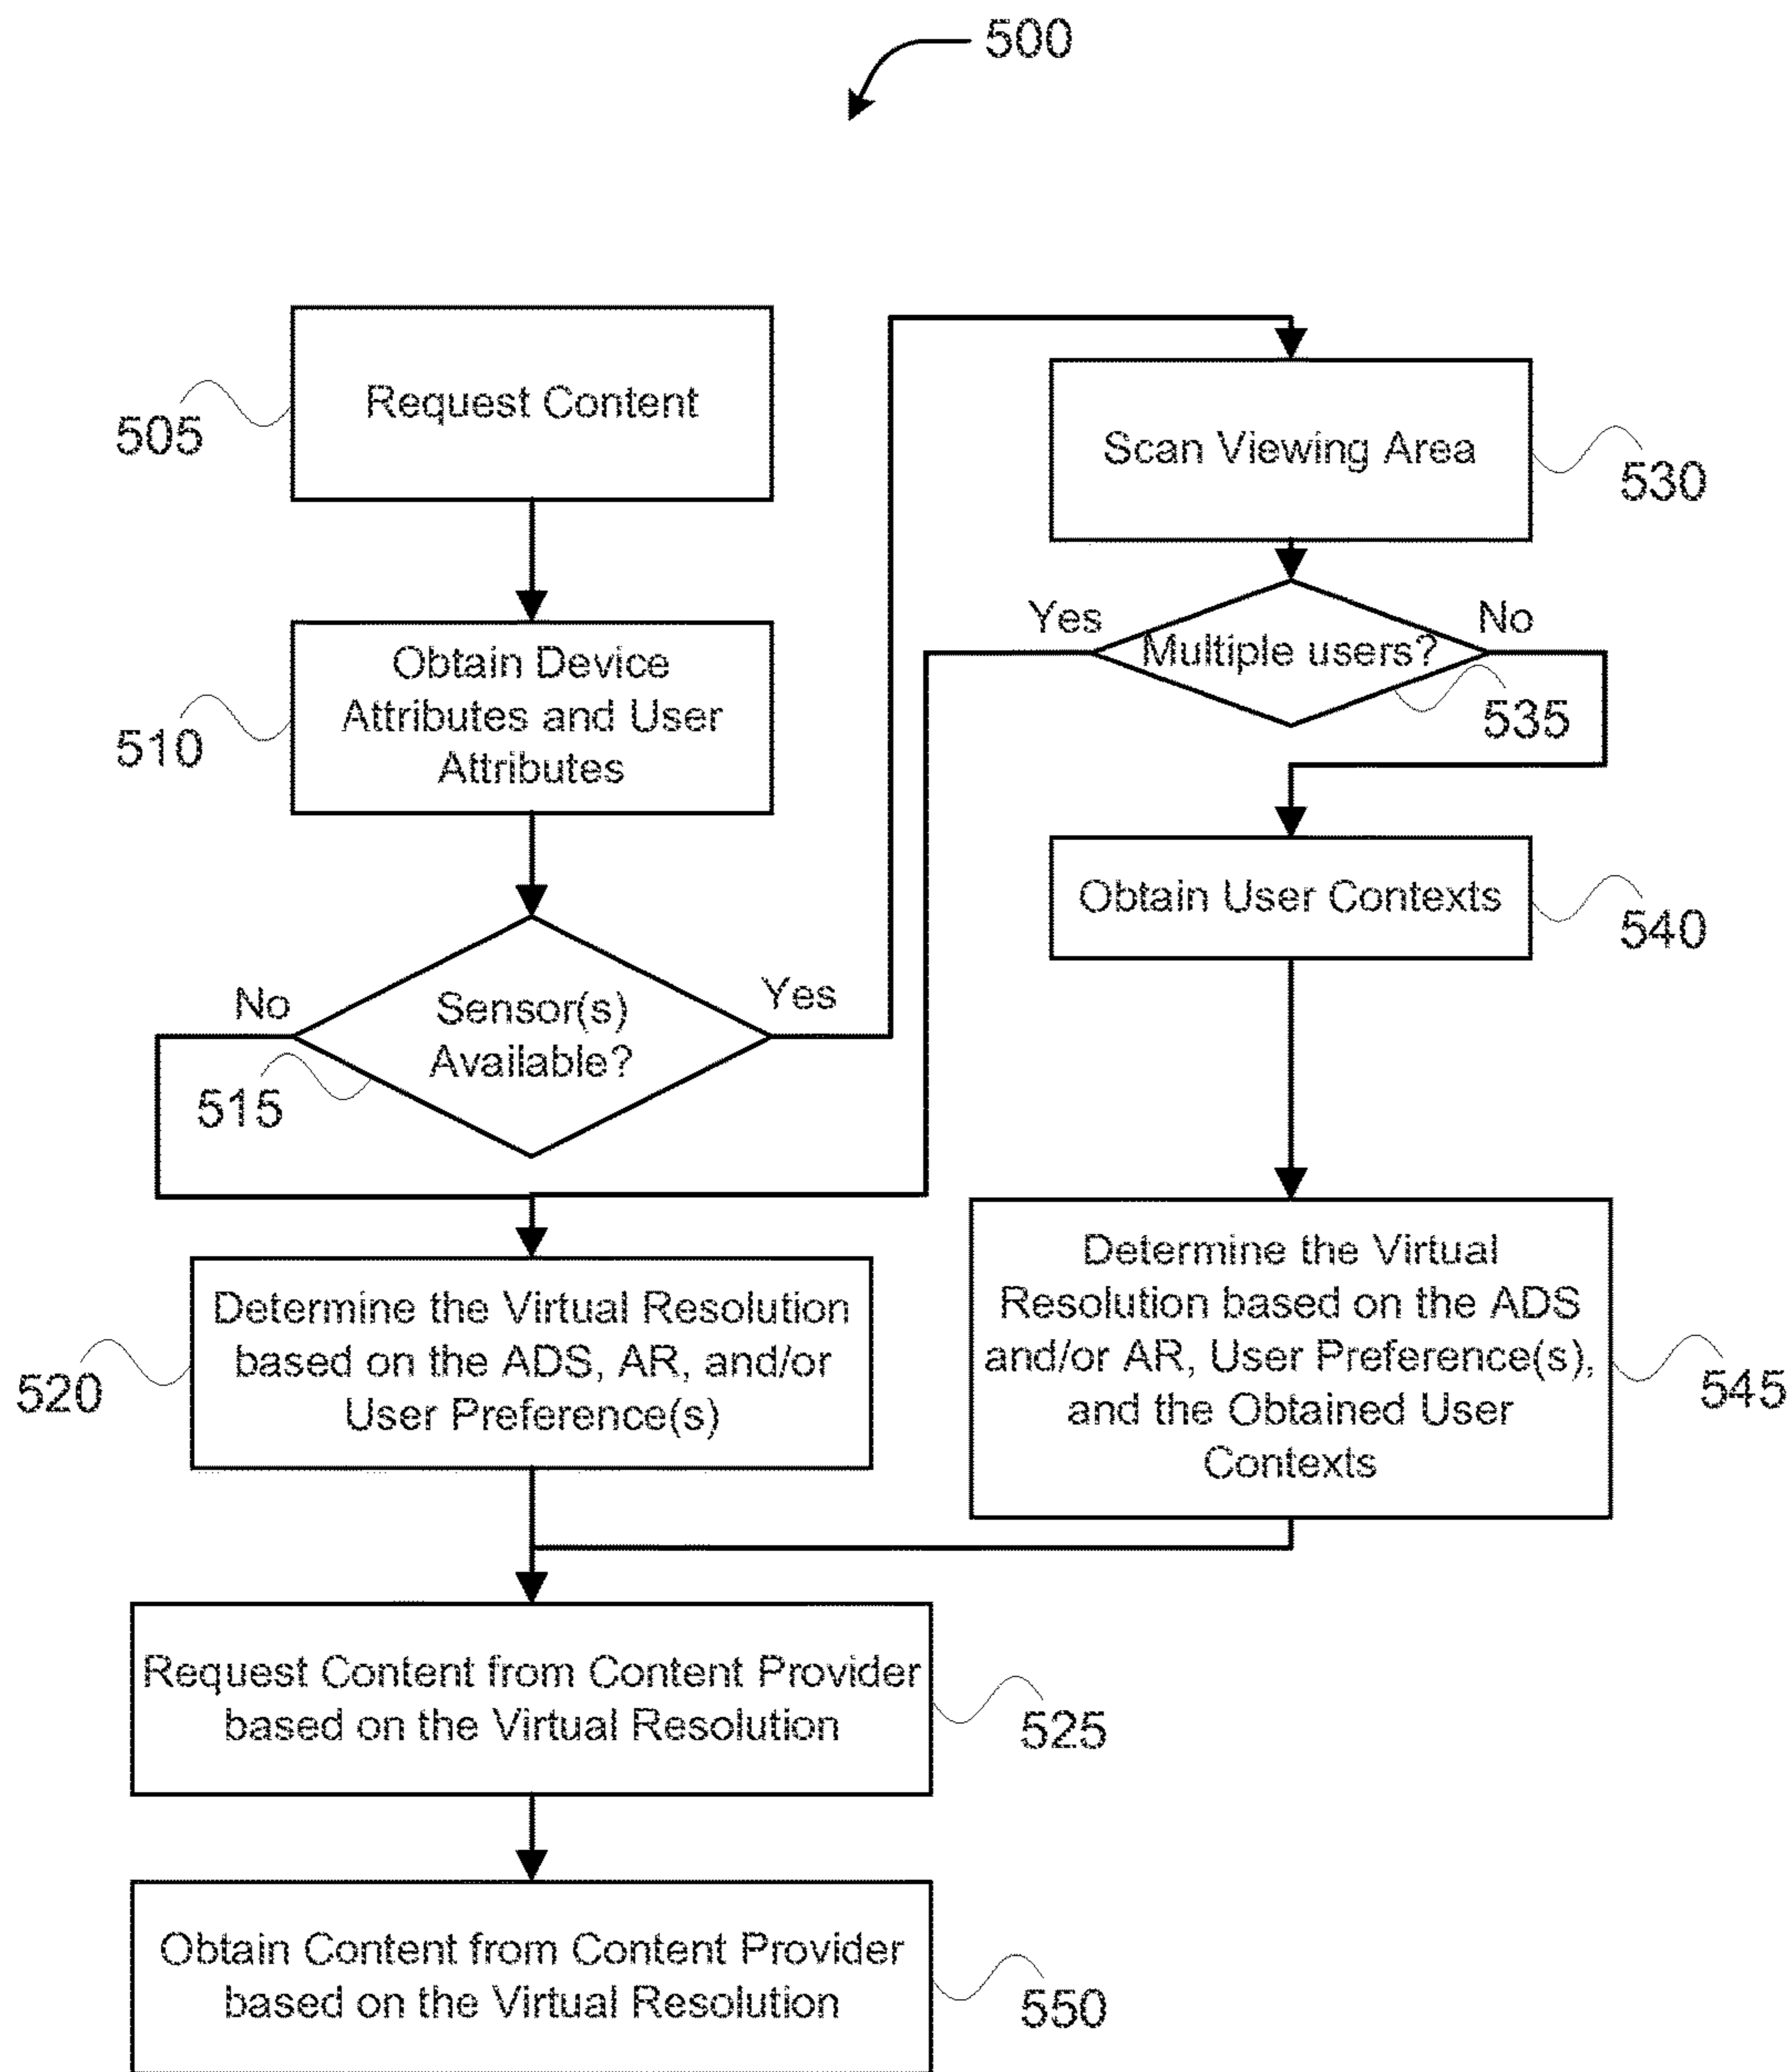 500
Request Content
505
Obtain Device
Attributes and User
Attributes
510
No
Sensor(s)
Available?
Yes
515
Determine the Virtual Resolution
based on the ADS, AR, and/or
User Preference(s)
520
Scan Viewing Area
530
Yes
Multiple users?
No
535
Obtain User Contexts
540
Determine the Virtual
Resolution based on the ADS
and/or AR, User Preference(s),
and the Obtained User
Contexts
545
Request Content from Content Provider
based on the Virtual Resolution
525
Obtain Content from Content Provider
based on the Virtual Resolution
550